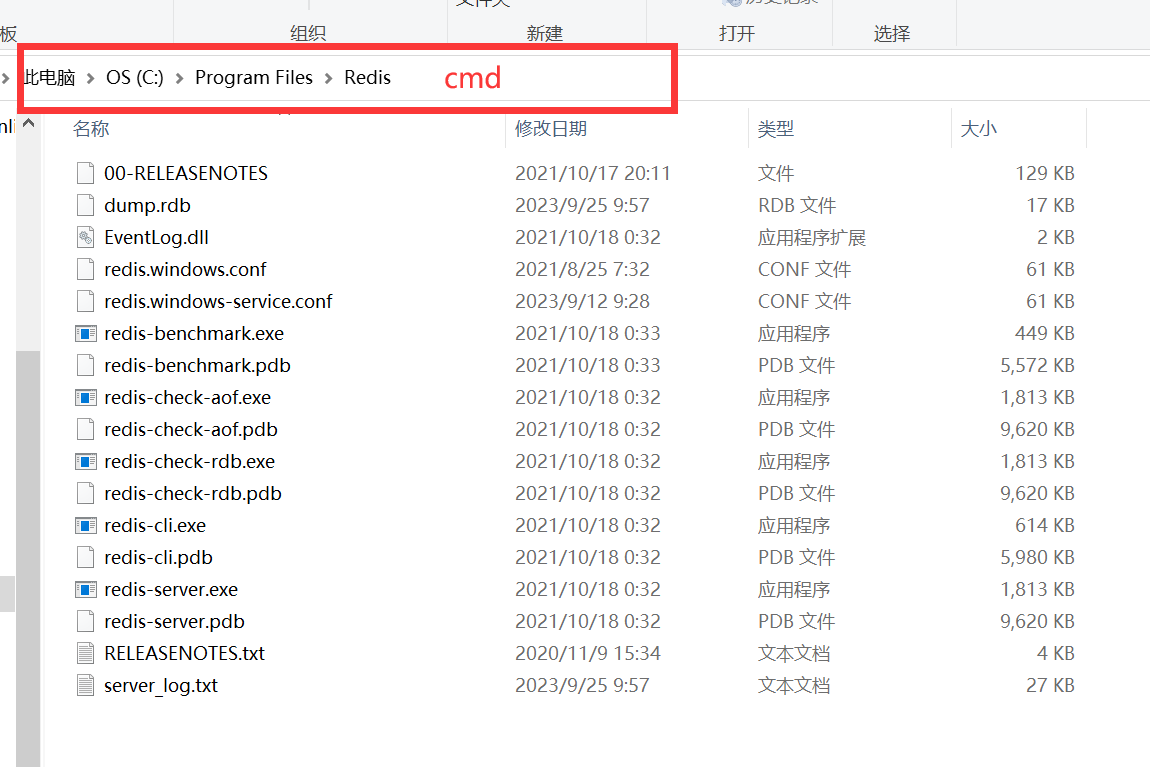 板 组织 新建 打开 选择
此电脑 OS (C:) Program Files Redis cmd
名称 修改日期 类型 大小
00-RELEASENOTES 2021/10/17 20:11 文件 129 KB
dump.rdb 2023/9/25 9:57 RDB 文件 17 KB
EventLog.dll 2021/10/18 0:32 应用程序扩展 2 KB
redis.windows.conf 2021/8/25 7:32 CONF 文件 61 KB
redis.windows-service.conf 2023/9/12 9:28 CONF 文件 61 KB
redis-benchmark.exe 2021/10/18 0:33 应用程序 449 KB
redis-benchmark.pdb 2021/10/18 0:33 PDB 文件 5,572 KB
redis-check-aof.exe 2021/10/18 0:32 应用程序 1,813 KB
redis-check-aof.pdb 2021/10/18 0:32 PDB 文件 9,620 KB
redis-check-rdb.exe 2021/10/18 0:32 应用程序 1,813 KB
redis-check-rdb.pdb 2021/10/18 0:32 PDB 文件 9,620 KB
redis-cli.exe 2021/10/18 0:32 应用程序 614 KB
redis-cli.pdb 2021/10/18 0:32 PDB 文件 5,980 KB
redis-server.exe 2021/10/18 0:32 应用程序 1,813 KB
redis-server.pdb 2021/10/18 0:32 PDB 文件 9,620 KB
RELEASENOTES.txt 2020/11/9 15:34 文本文档 4 KB
server_log.txt 2023/9/25 9:57 文本文档 27 KB